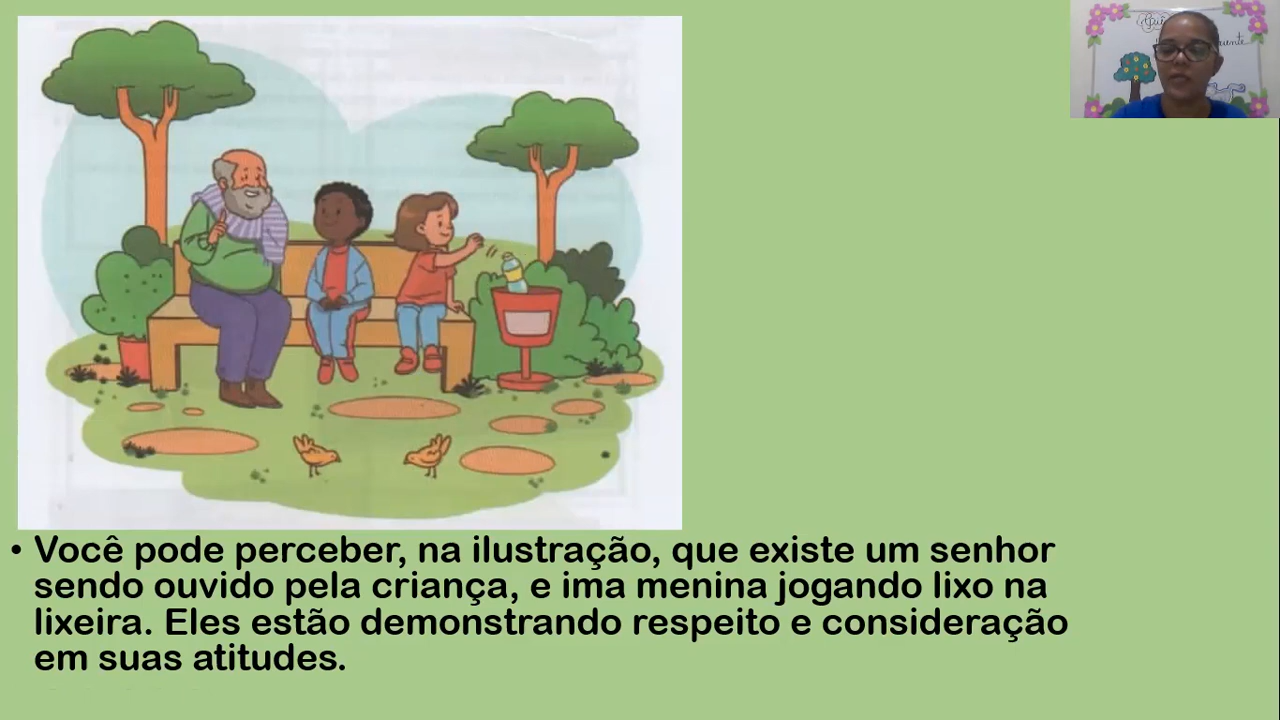 • Você pode perceber, na ilustração, que existe um senhor
sendo ouvido pela criança, e ima menina jogando lixo na
lixeira. Eles estão demonstrando respeito e consideração
em suas atitudes.